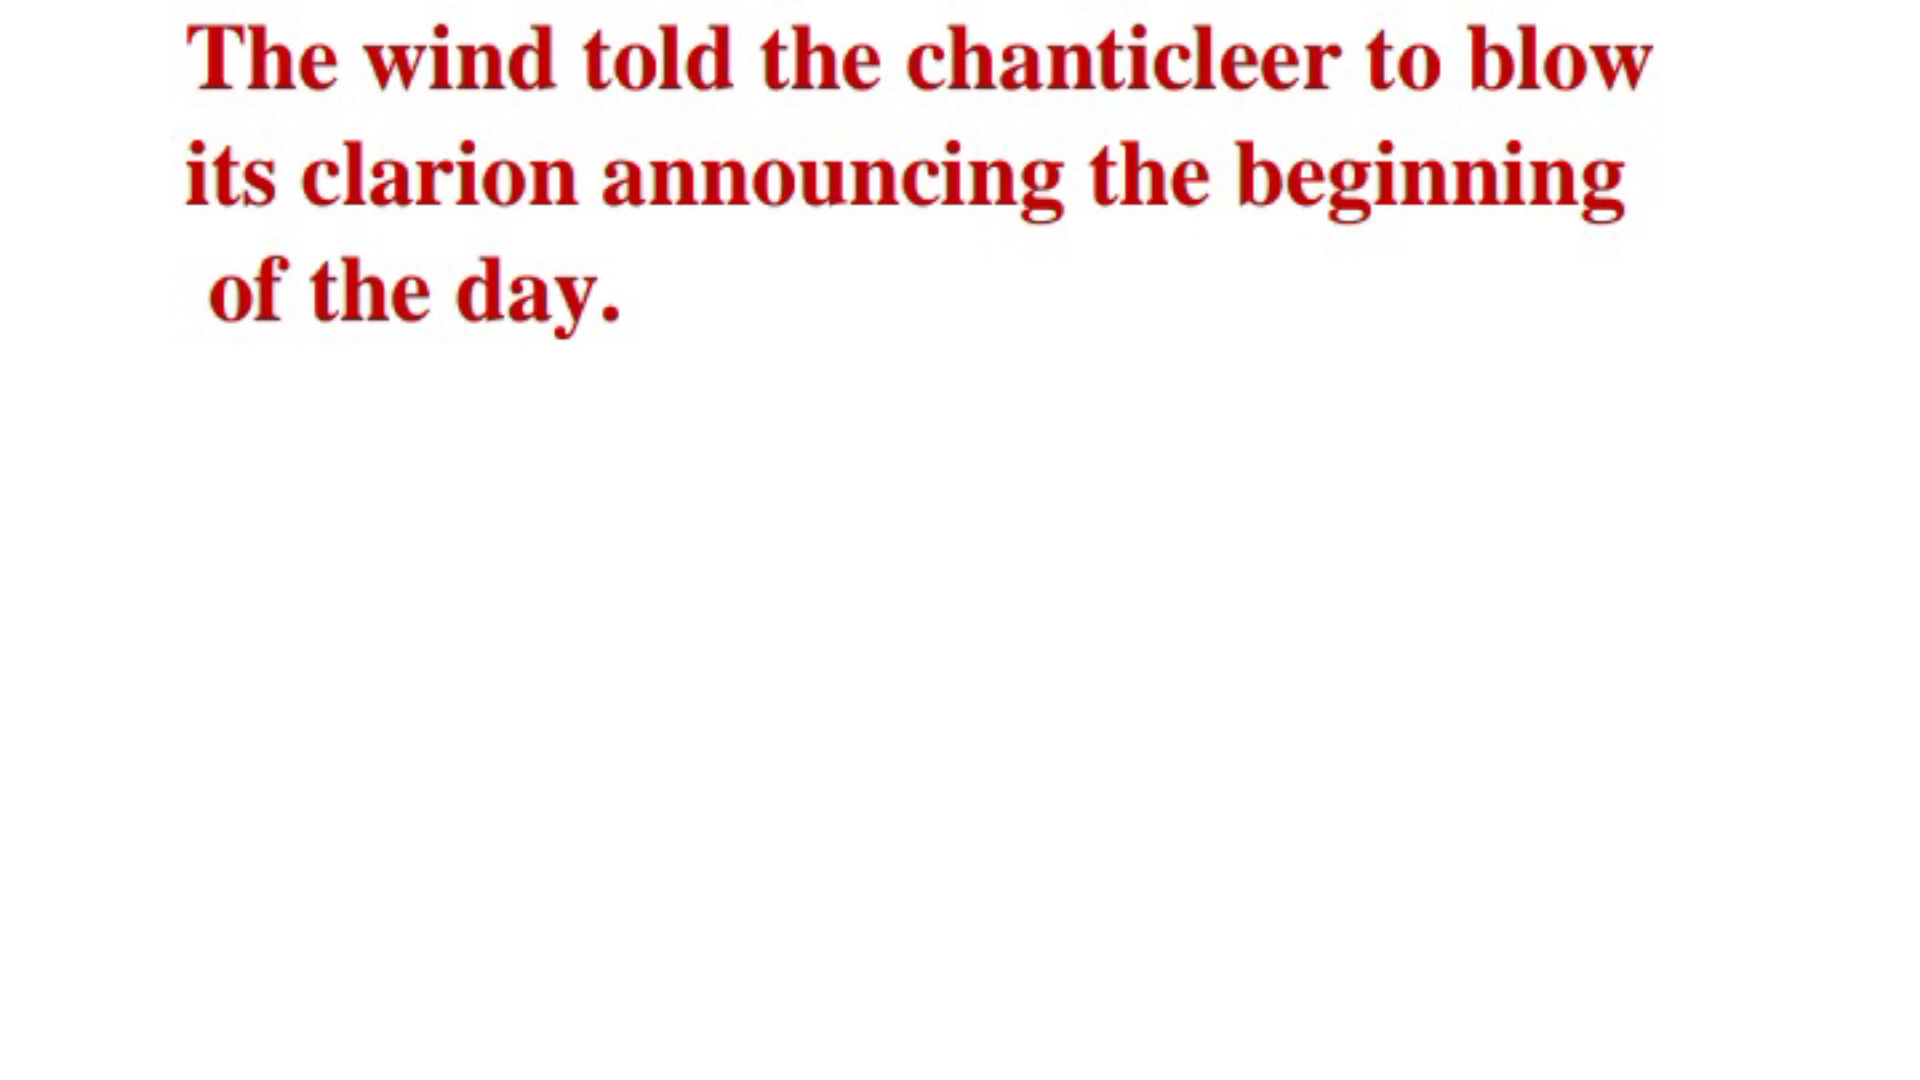 The wind told the chanticleer to blow
its clarion announcing the beginning
of the day.